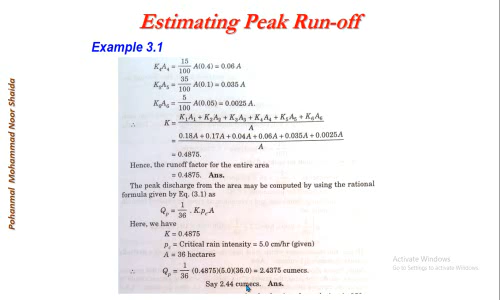 Estimating Peak Run-off
Example 3.1
Pohanmal Mohammad Noor Shaida
K₄A₄ = 15/100 A(0.4) = 0.06 A
K₅A₅ = 35/100 A(0.1) = 0.035 A
K₆A₆ = 5/100 A(0.05) = 0.0025 A.
∴ K = K₁A₁ + K₂A₂ + K₃A₃ + K₄A₄ + K₅A₅ + K₆A₆ / A
= 0.18A + 0.17A + 0.04A + 0.06A + 0.035A + 0.0025A / A
= 0.4875.
Hence, the runoff factor for the entire area
= 0.4875. Ans.
The peak discharge from the area may be computed by using the rational
formula given by Eq. (3.1) as
Qₚ = 1/36 . K pc A
Here, we have
K = 0.4875
pc = Critical rain intensity = 5.0 cm/hr (given)
A = 36 hectares
∴ Qₚ = 1/36 (0.4875)(5.0)(36.0) = 2.4375 cumecs.
Say 2.44 cumecs. Ans.
Activate Windows
Go to Settings to activate Windows.